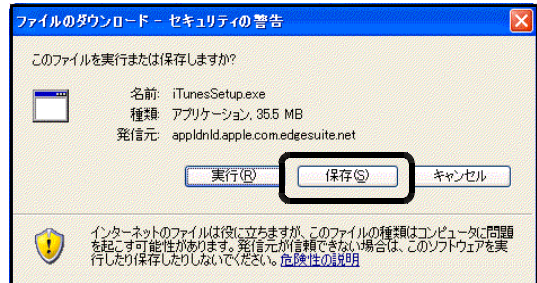 ファイルのダウンロード - セキュリティの警告
このファイルを実行または保存しますか?
名前: iTunesSetup.exe
種類: アプリケーション, 35.5 MB
発信元: appldnld.apple.com.edgesuite.net
実行(R) 保存(S) キャンセル
インターネットのファイルは役に立ちますが、このファイルの種類はコンピュータに問題
を起こす可能性があります。発信元が信頼できない場合は、このソフトウェアを実
行したり保存したりしないでください。危険性の説明